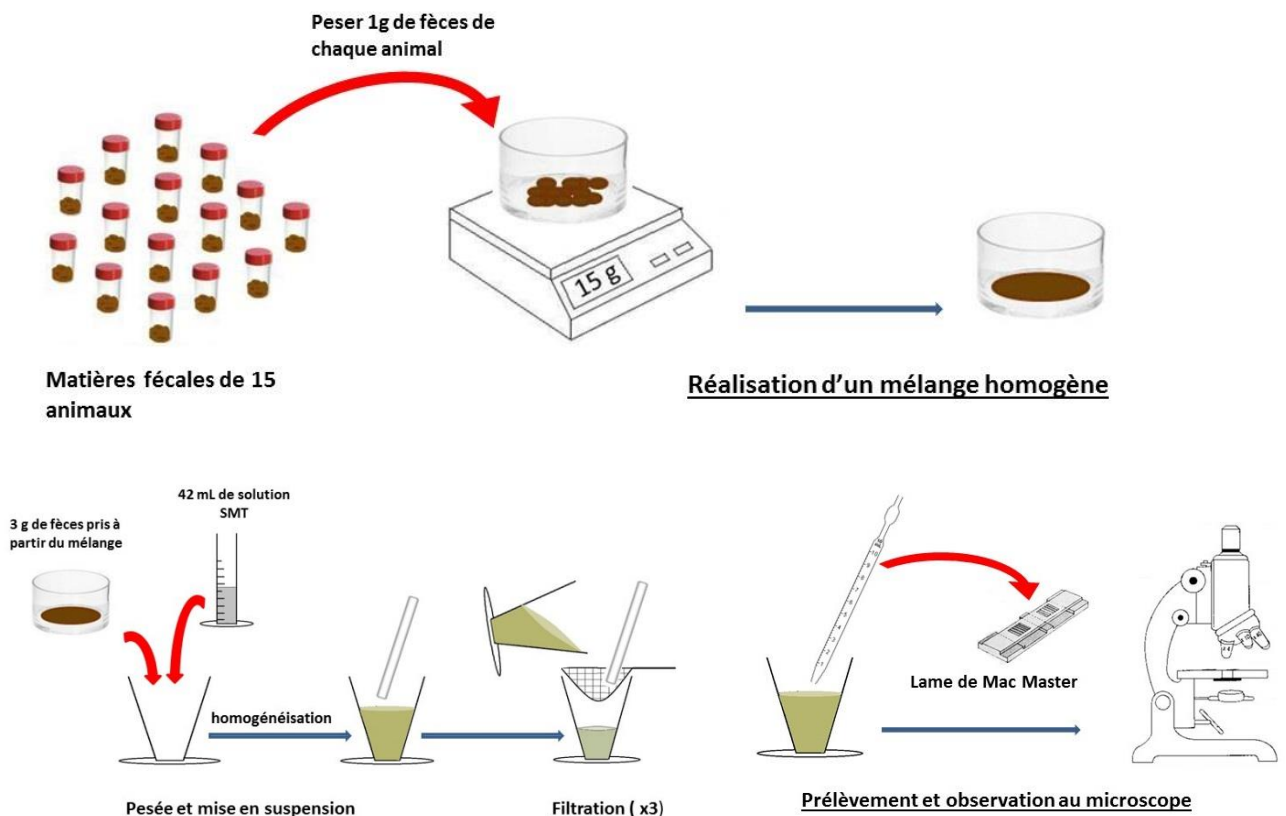 Peser 1g de fèces de
chaque animal
15 g
Matières fécales de 15
animaux
Réalisation d'un mélange homogène
3 g de fèces pris à
partir du mélange
42 mL de solution
SMT
homogénéisation
Lame de Mac Master
Pesée et mise en suspension
Filtration ( x3)
Prélèvement et observation au microscope